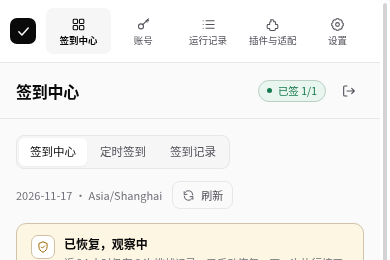 签到中心
账号
运行记录
插件与适配
设置
签到中心
已签 1/1
签到中心 定时签到 签到记录
2026-11-17 • Asia/Shanghai 刷新
已恢复，观察中